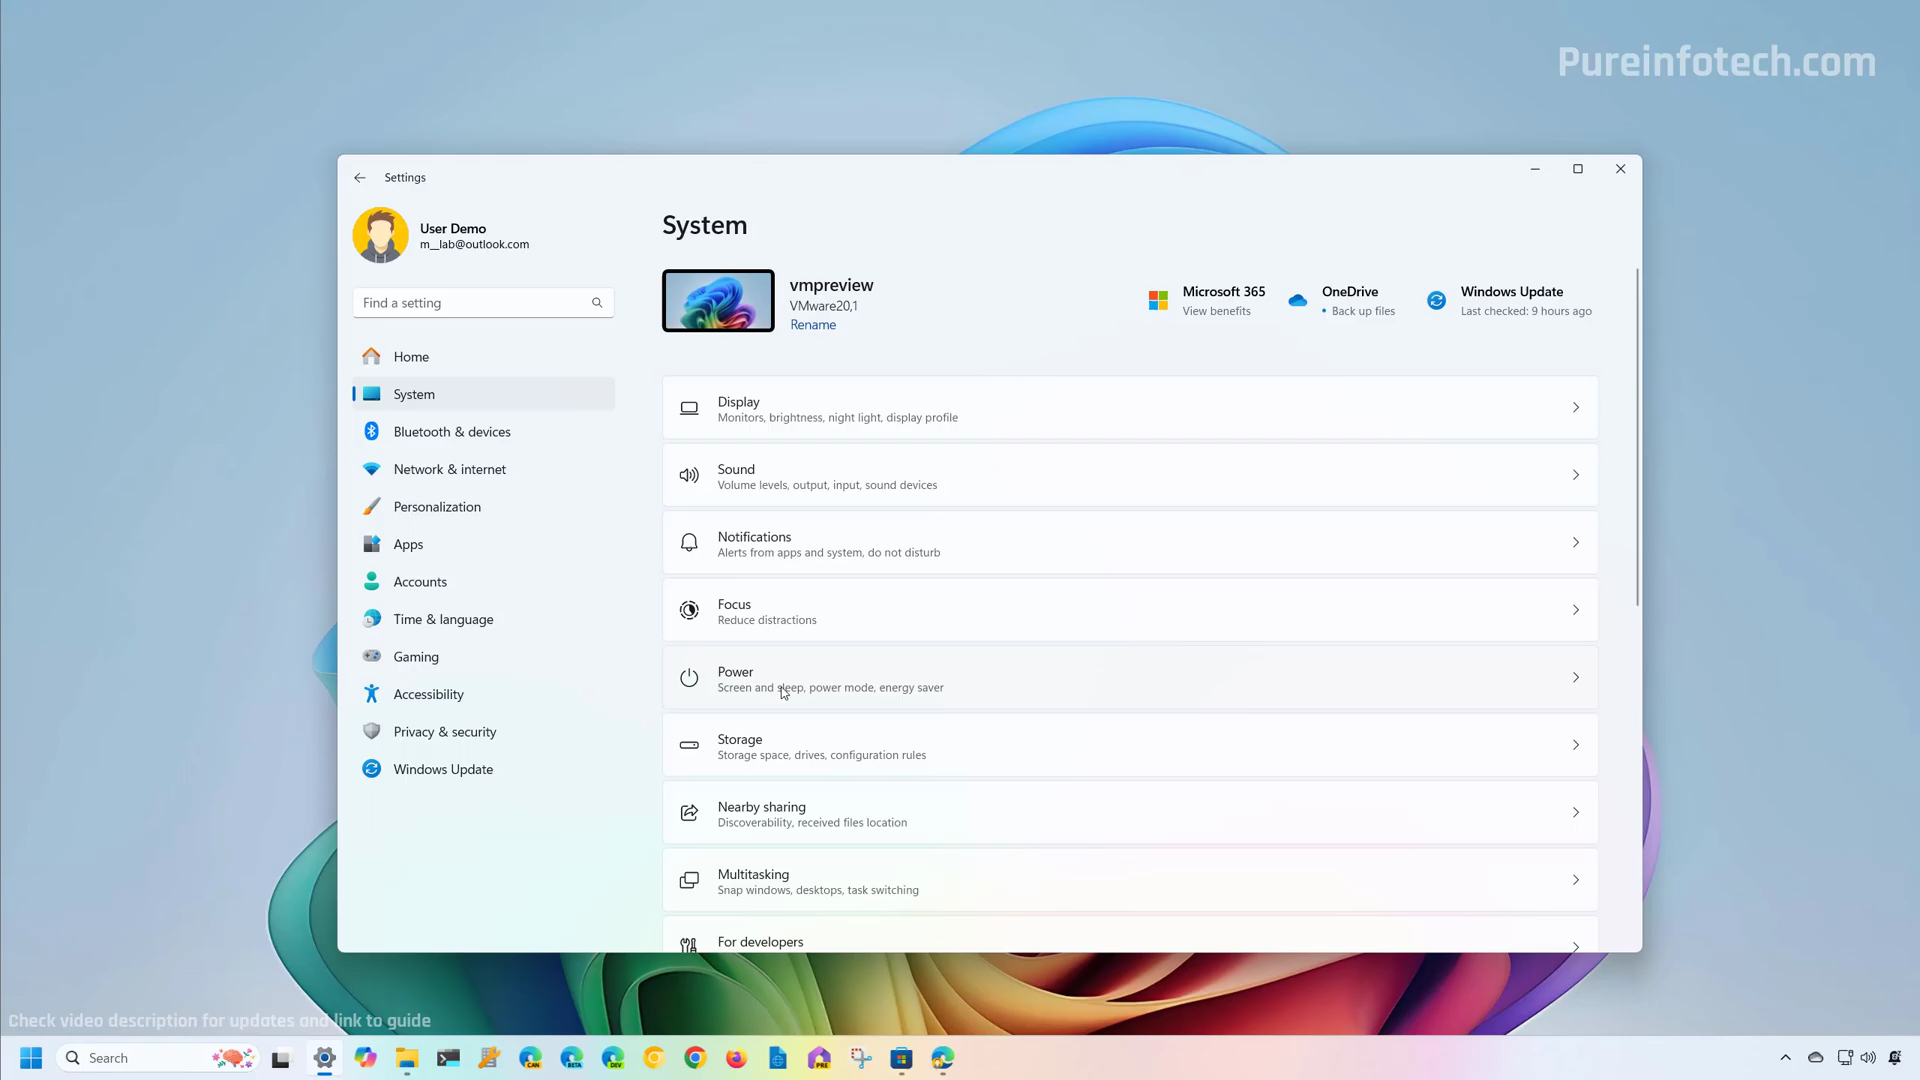 Pureinfotech.com
Settings
User Demo
m__lab@outlook.com
Find a setting
Home
System
Bluetooth & devices
Network & internet
Personalization
Apps
Accounts
Time & language
Gaming
Accessibility
Privacy & security
Windows Update
System
vmpreview
VMware20,1
Rename
Microsoft 365
View benefits
OneDrive
• Back up files
Windows Update
Last checked: 9 hours ago
Display
Monitors, brightness, night light, display profile
Sound
Volume levels, output, input, sound devices
Notifications
Alerts from apps and system, do not disturb
Focus
Reduce distractions
Power
Screen and sleep, power mode, energy saver
Storage
Storage space, drives, configuration rules
Nearby sharing
Discoverability, received files location
Multitasking
Snap windows, desktops, task switching
For developers
Check video description for updates and link to guide
Search
CAN
BETA
DEV
PRE